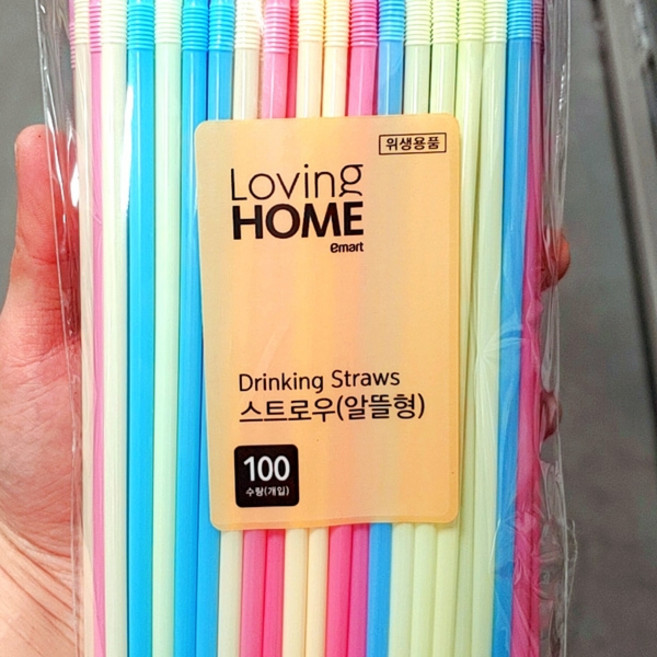 위생용품
Loving
HOME
emart
Drinking Straws
스트로우(알뜰형)
100
수량(개입)